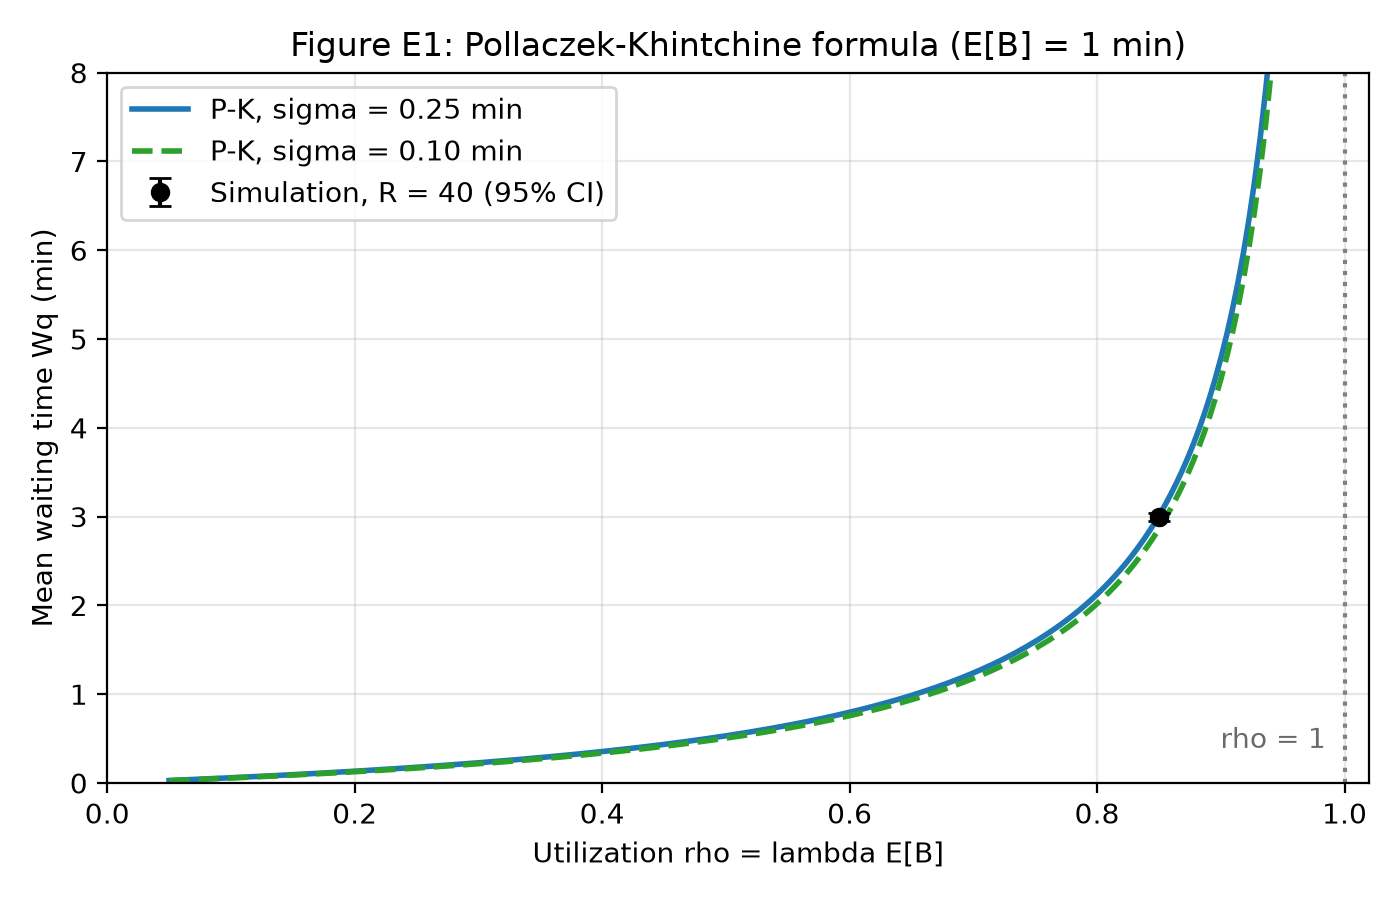 Figure E1: Pollaczek-Khintchine formula (E[B] = 1 min)
P-K, sigma = 0.25 min
P-K, sigma = 0.10 min
Simulation, R = 40 (95% CI)
Mean waiting time Wq (min)
8
7
6
5
4
3
2
1
0
rho = 1
0.0 0.2 0.4 0.6 0.8 1.0
Utilization rho = lambda E[B]